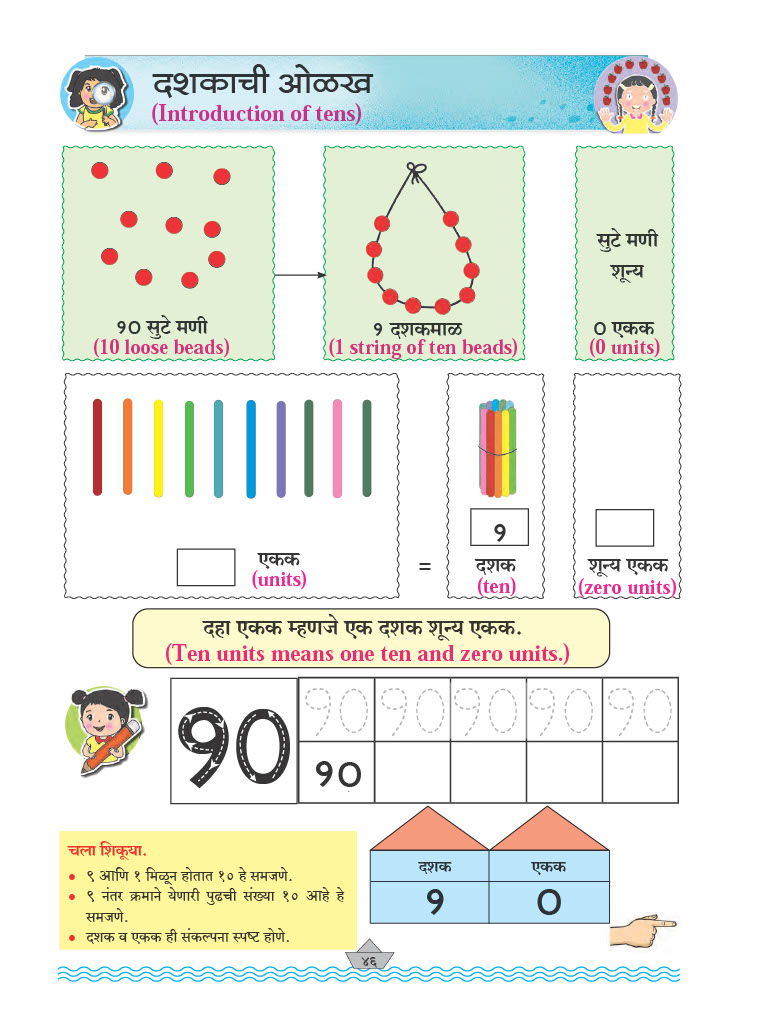 दशकाची ओळख
(Introduction of tens)
१० सुटे मणी
(10 loose beads)
१ दशकमाळ
(1 string of ten beads)
सुटे मणी
शून्य
० एकक
(0 units)
एकक
(units)
=
१
दशक
(ten)
शून्य एकक
(zero units)
दहा एकक म्हणजे एक दशक शून्य एकक.
(Ten units means one ten and zero units.)
१० १० १० १० १० १०
१०
चला शिकूया.
• ९ आणि १ मिळून होतात १० हे समजणे.
• ९ नंतर क्रमाने येणारी पुढची संख्या १० आहे हे
समजणे.
• दशक व एकक ही संकल्पना स्पष्ट होणे.
दशक एकक
१ ०
४६